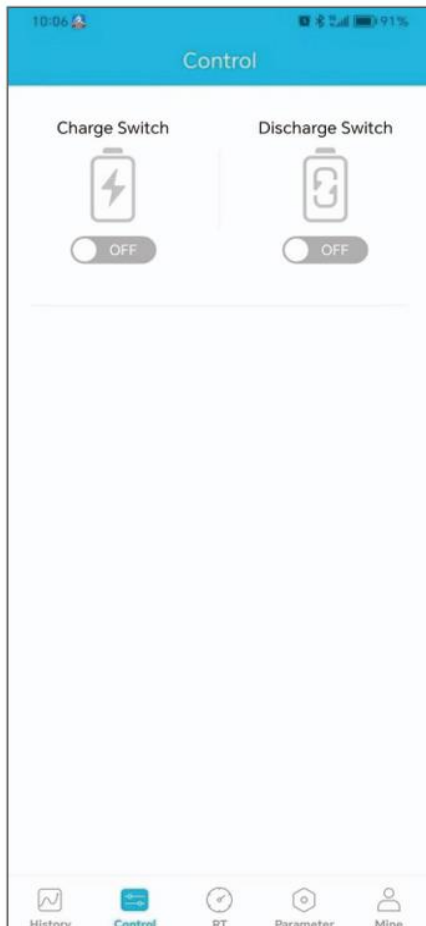 10:06 91%
Control
Charge Switch Discharge Switch
OFF OFF
History Control RT Parameter Mine